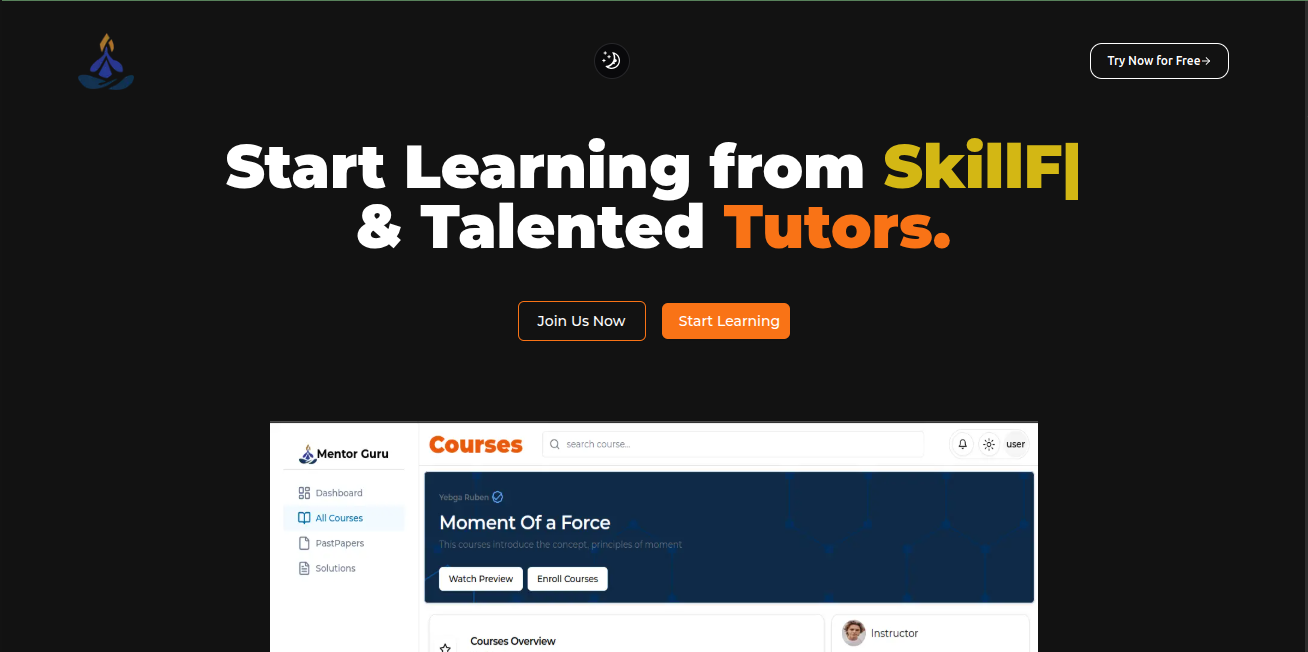 Try Now for Free→
Start Learning from SkillF|
& Talented Tutors.
Join Us Now
Start Learning
Mentor Guru
Courses
search course...
user
Dashboard
All Courses
PastPapers
Solutions
Yebga Ruben
Moment Of a Force
This courses introduce the concept, principles of moment
Watch Preview
Enroll Courses
Courses Overview
Instructor